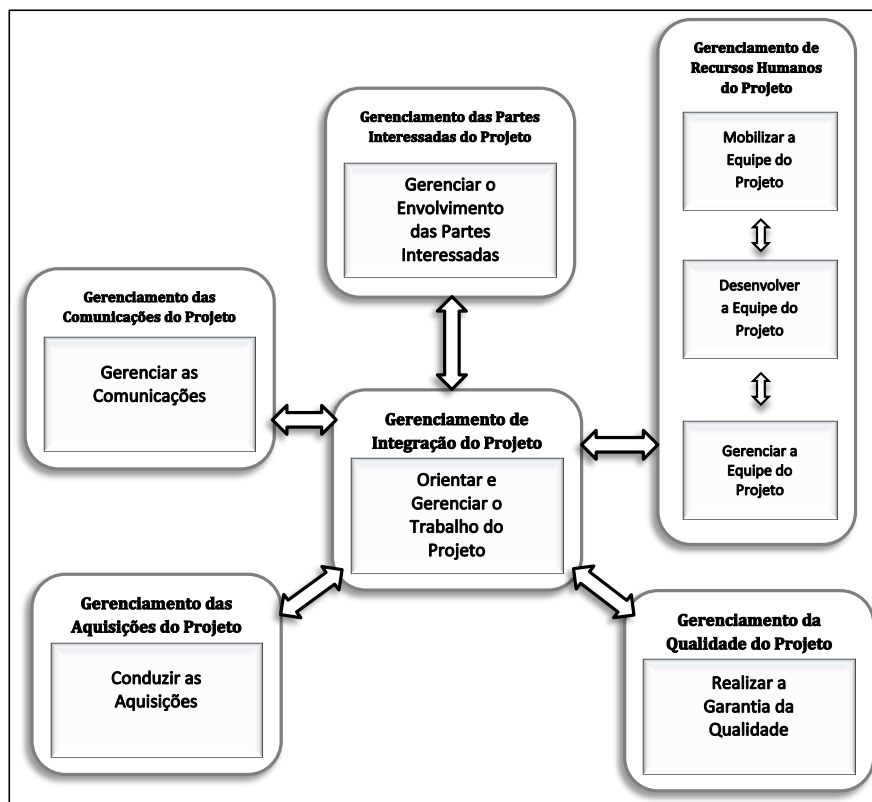 Gerenciamento de
Recursos Humanos
do Projeto
Mobilizar a
Equipe do
Projeto
Desenvolver
a Equipe do
Projeto
Gerenciar a
Equipe do
Projeto
Gerenciamento das Partes
Interessadas do Projeto
Gerenciar o
Envolvimento
das Partes
Interessadas
Gerenciamento das
Comunicações do Projeto
Gerenciar as
Comunicações
Gerenciamento de
Integração do Projeto
Orientar e
Gerenciar o
Trabalho do
Projeto
Gerenciamento das
Aquisições do Projeto
Conduzir as
Aquisições
Gerenciamento da
Qualidade do Projeto
Realizar a
Garantia da
Qualidade